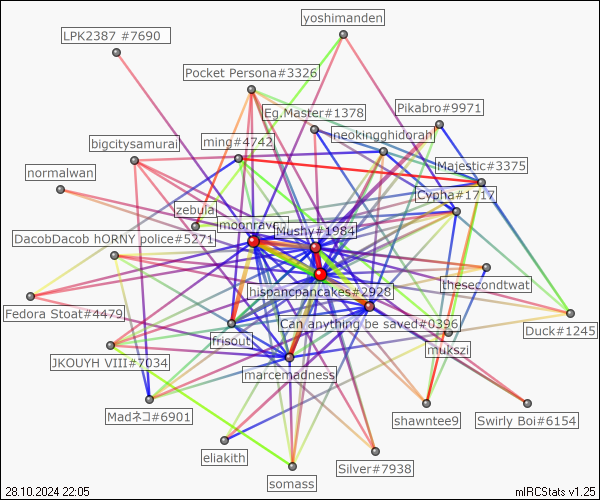 yoshimanden
LPK2387 #7690
Pocket Persona#3326
Eg.Master#1378
Pikabro#9971
ming#4742
neokingghidorah
bigcitysamurai
Majestic#3375
normalwan
Cypha#1717
zebula
moonrave
Mushy#1984
DacobDacob hORNY police#5271
hispancpancakes#2928
thesecondtwat
Fedora Stoat#4479
Can anything be saved#0396
Duck#1245
frisout
mukszi
JKOUYH VIII#7034
marcemadness
Madネコ#6901
shawntee9
Swirly Boi#6154
eliakith
Silver#7938
somass
28.10.2024 22:05
mIRCStats v1.25